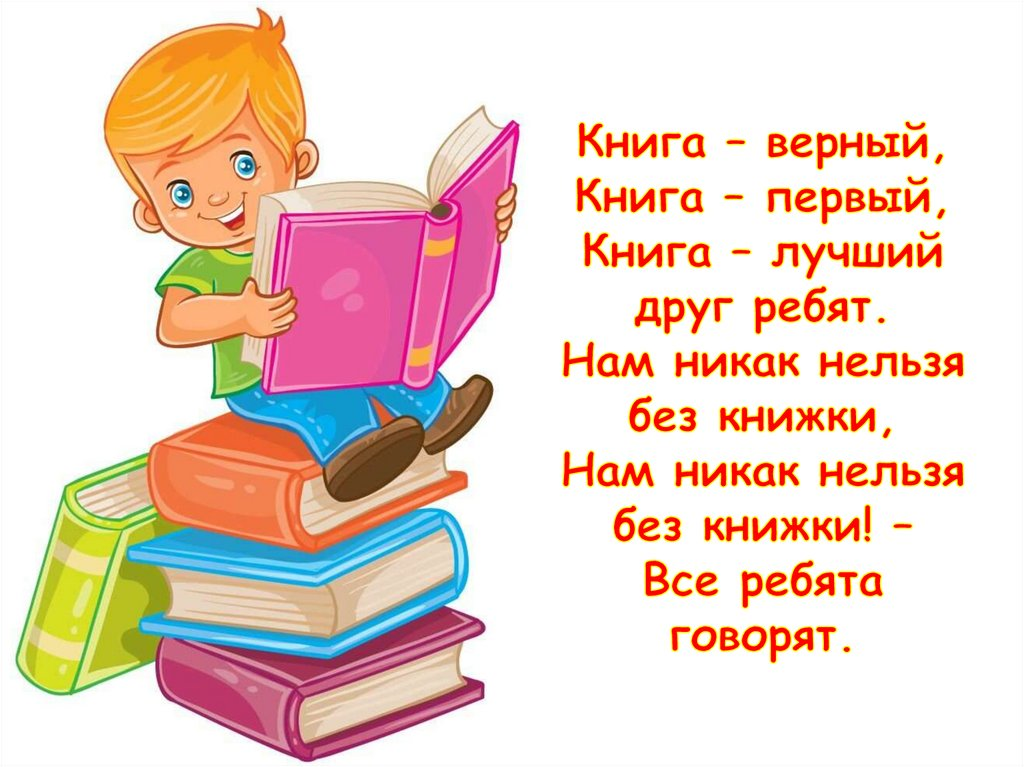 Книга – верный,
Книга – первый,
Книга – лучший
друг ребят.
Нам никак нельзя
без книжки,
Нам никак нельзя
без книжки! –
Все ребята
говорят.